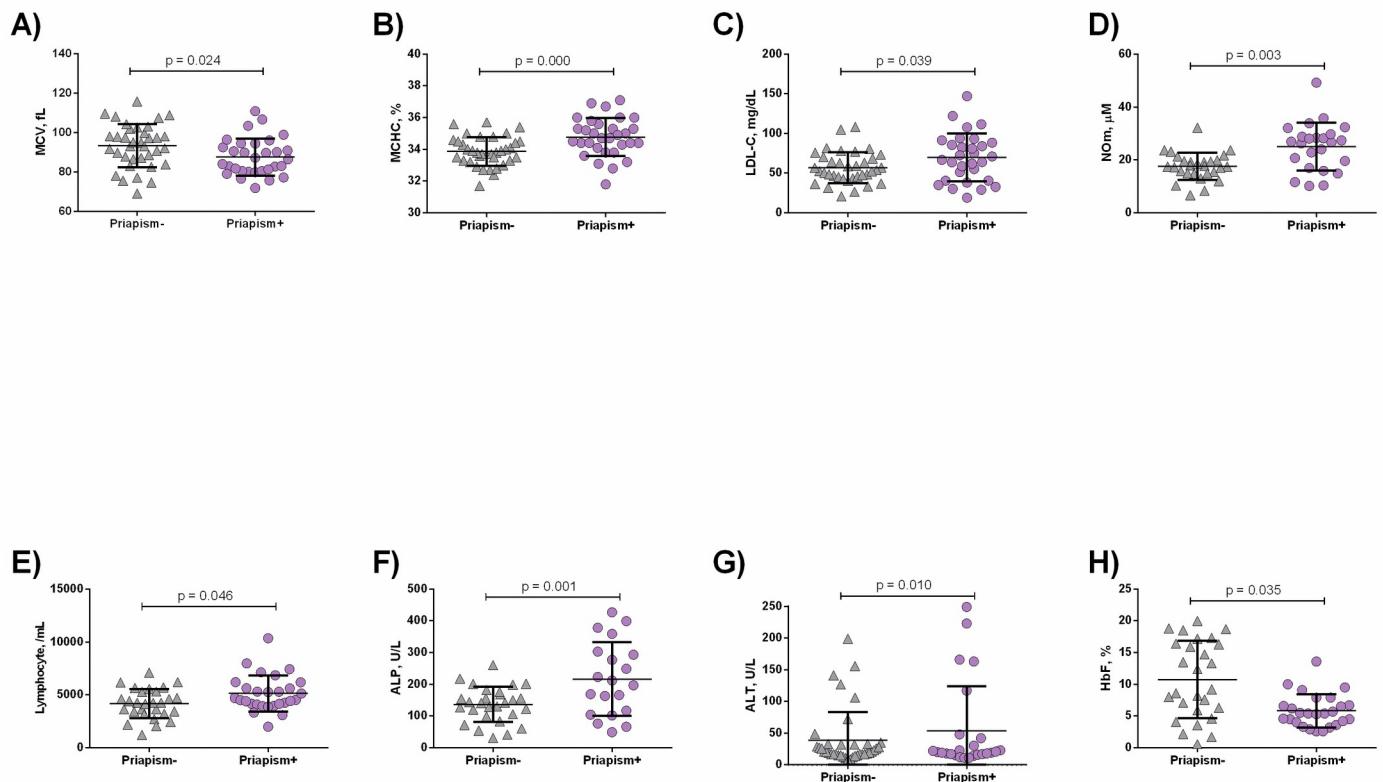 A)
MCV, fL
140
120
100
80
60
p = 0.024
Priapism-
Priapism+
B)
MCHC, %
40
38
36
34
32
30
p = 0.000
Priapism-
Priapism+
C)
LDL-C, mg/dL
200
150
100
50
0
p = 0.039
Priapism-
Priapism+
D)
NOm, µM
60
40
20
0
p = 0.003
Priapism-
Priapism+
E)
Lymphocyte, /mL
15000
10000
5000
0
p = 0.046
Priapism-
Priapism+
F)
ALP, U/L
500
400
300
200
100
0
p = 0.001
Priapism-
Priapism+
G)
ALT, U/L
250
200
150
100
50
0
p = 0.010
Priapism-
Priapism+
H)
HbF, %
25
20
15
10
5
0
p = 0.035
Priapism-
Priapism+